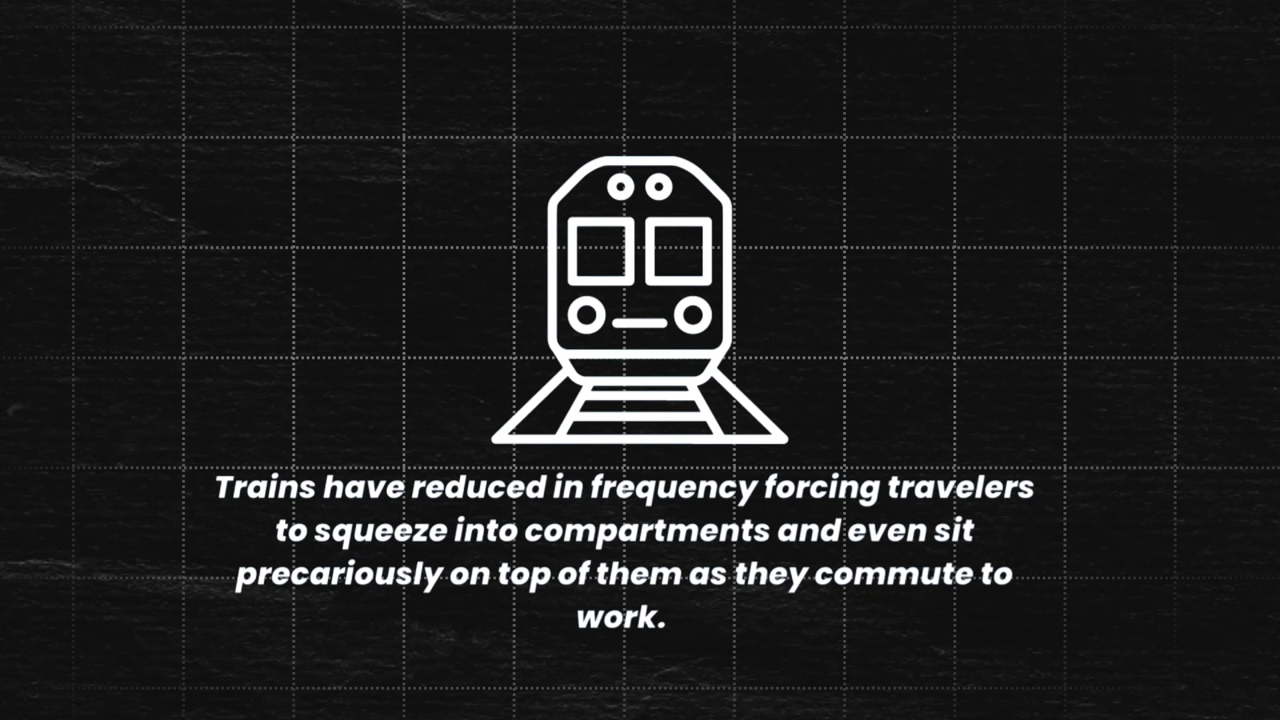 Trains have reduced in frequency forcing travelers
to squeeze into compartments and even sit
precariously on top of them as they commute to
work.